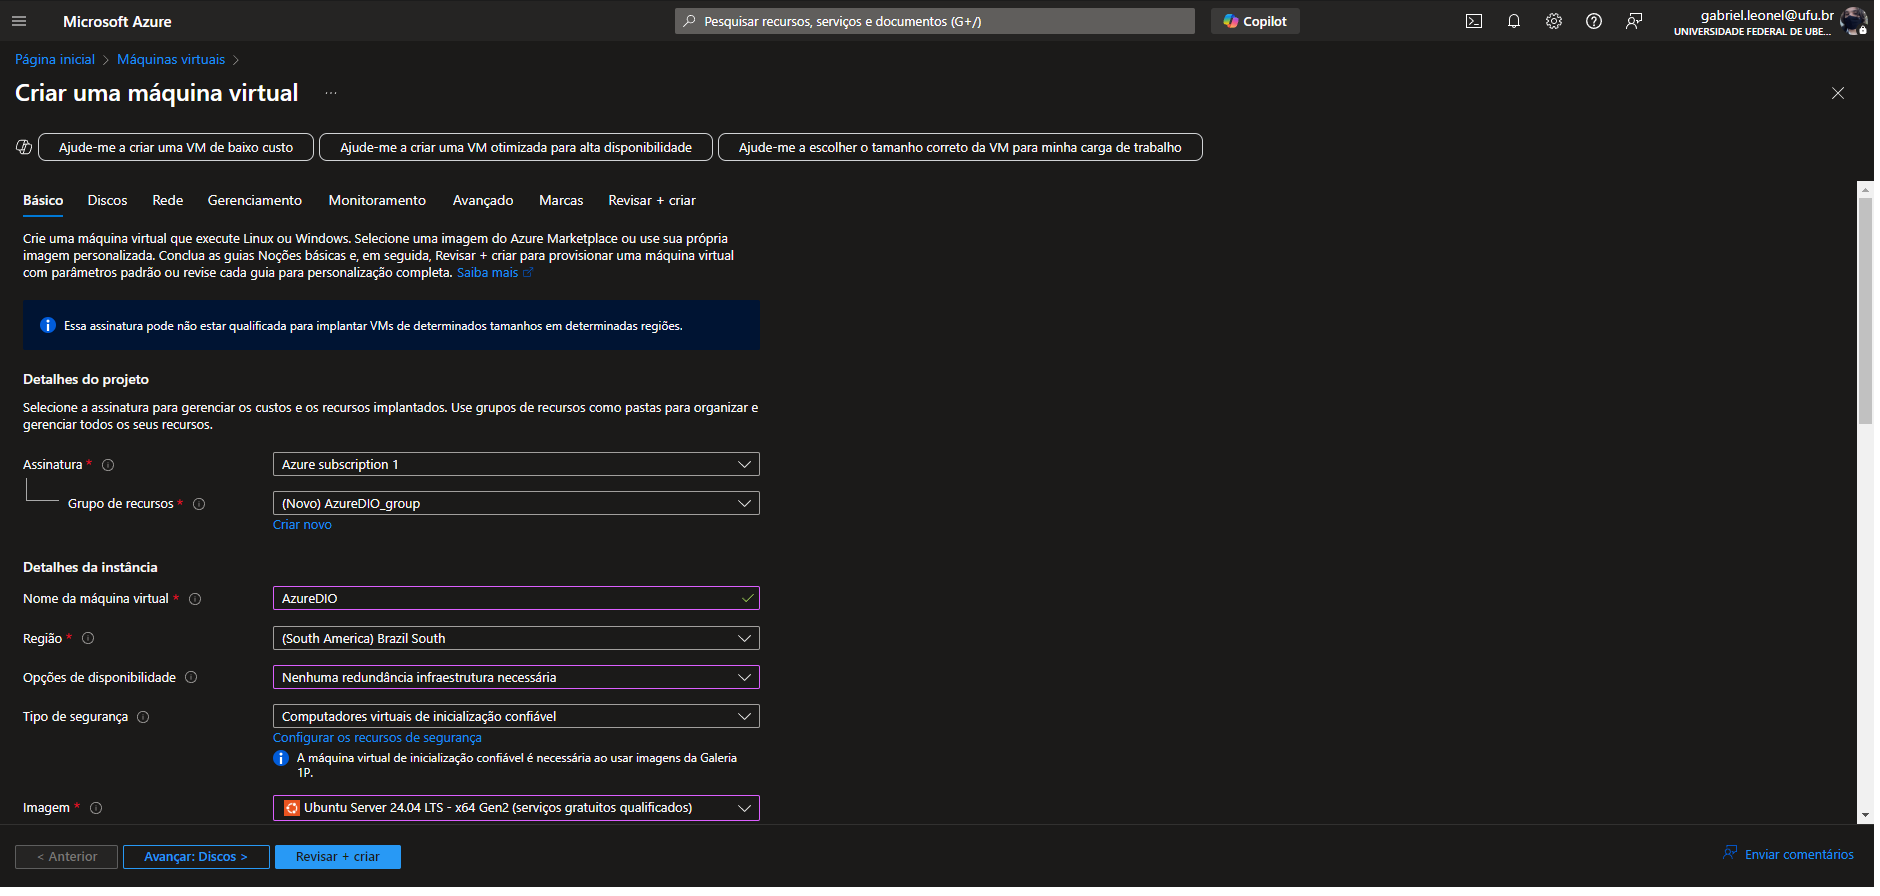 Microsoft Azure
Pesquisar recursos, serviços e documentos (G+/)
Copilot
gabriel.leonel@ufu.br
UNIVERSIDADE FEDERAL DE UBE...
Página inicial > Máquinas virtuais >
Criar uma máquina virtual ...
Ajude-me a criar uma VM de baixo custo
Ajude-me a criar uma VM otimizada para alta disponibilidade
Ajude-me a escolher o tamanho correto da VM para minha carga de trabalho
Básico Discos Rede Gerenciamento Monitoramento Avançado Marcas Revisar + criar
Crie uma máquina virtual que execute Linux ou Windows. Selecione uma imagem do Azure Marketplace ou use sua própria
imagem personalizada. Conclua as guias Noções básicas e, em seguida, Revisar + criar para provisionar uma máquina virtual
com parâmetros padrão ou revise cada guia para personalização completa. Saiba mais
Essa assinatura pode não estar qualificada para implantar VMs de determinados tamanhos em determinadas regiões.
Detalhes do projeto
Selecione a assinatura para gerenciar os custos e os recursos implantados. Use grupos de recursos como pastas para organizar e
gerenciar todos os seus recursos.
Assinatura * Azure subscription 1
Grupo de recursos * (Novo) AzureDIO_group
Criar novo
Detalhes da instância
Nome da máquina virtual * AzureDIO
Região * (South America) Brazil South
Opções de disponibilidade Nenhuma redundância infraestrutura necessária
Tipo de segurança Computadores virtuais de inicialização confiável
Configurar os recursos de segurança
A máquina virtual de inicialização confiável é necessária ao usar imagens da Galeria
1P.
Imagem * Ubuntu Server 24.04 LTS - x64 Gen2 (serviços gratuitos qualificados)
< Anterior
Avançar: Discos >
Revisar + criar
Enviar comentários